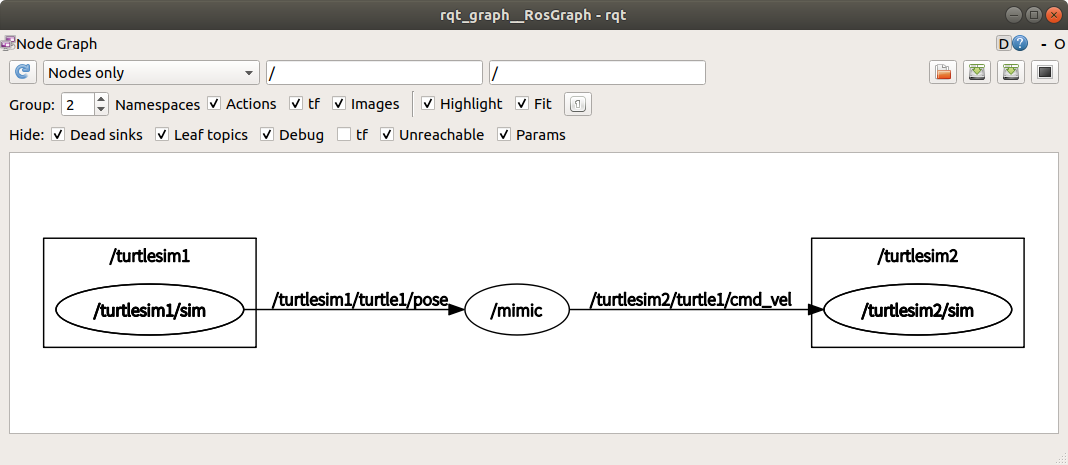 rqt_graph__RosGraph - rqt
Node Graph D ? - O
Nodes only / /
Group: 2 Namespaces Actions tf Images Highlight Fit
Hide: Dead sinks Leaf topics Debug tf Unreachable Params
/turtlesim1 /turtlesim2
/turtlesim1/turtle1/pose /turtlesim2/turtle1/cmd_vel
/turtlesim1/sim /mimic /turtlesim2/sim